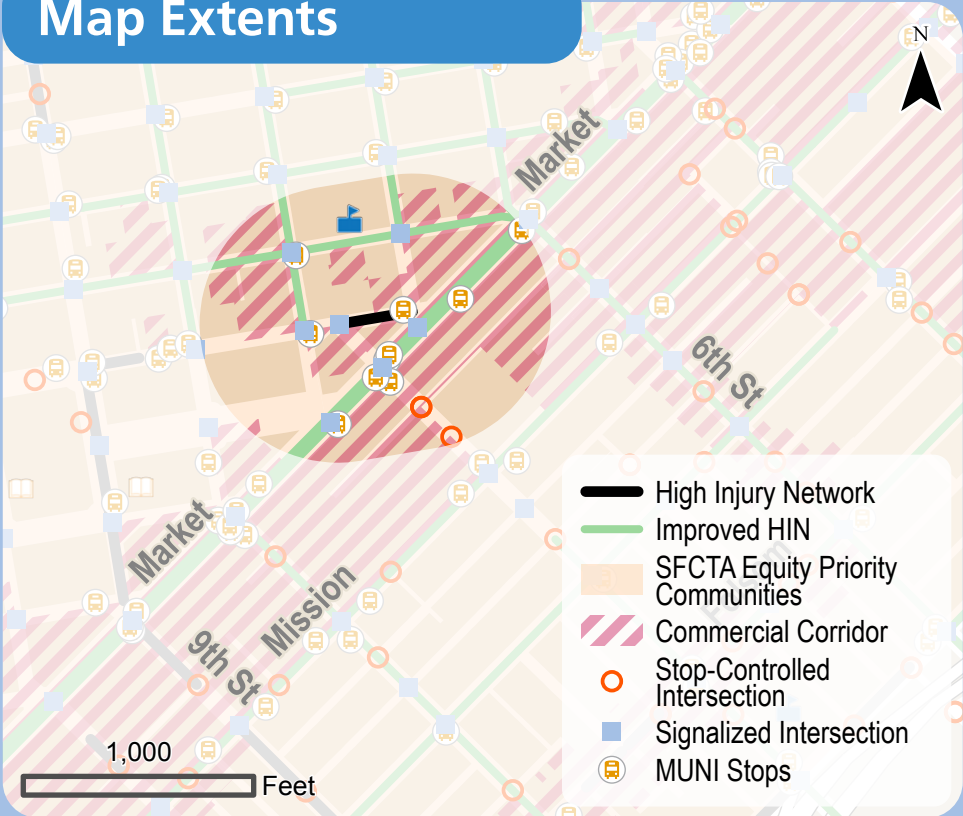 Map Extents
N
Market
6th St
Market
Mission
9th St
1,000
Feet
High Injury Network
Improved HIN
SFCTA Equity Priority
Communities
Commercial Corridor
Stop-Controlled
Intersection
Signalized Intersection
MUNI Stops